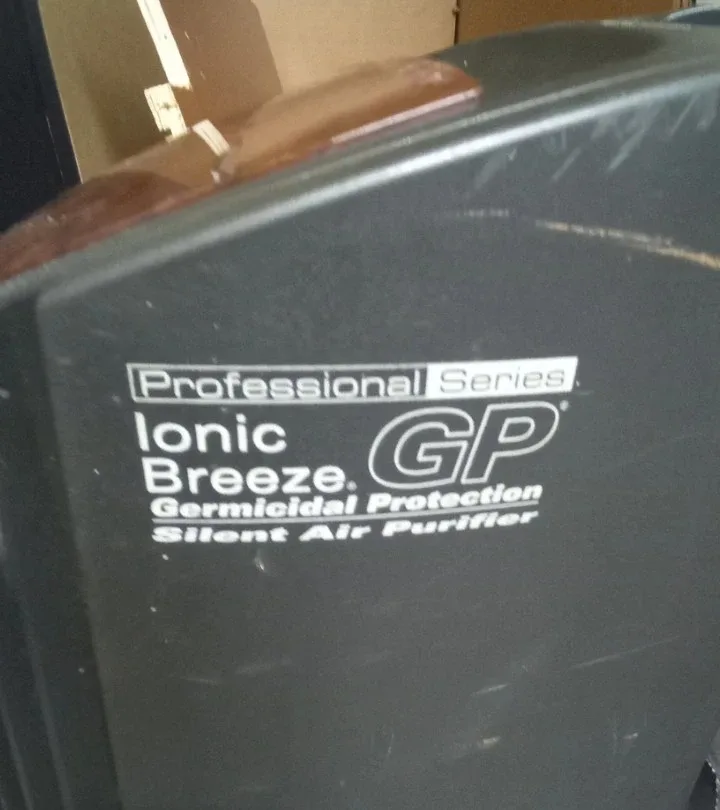 Professional Series
Ionic
Breeze® GP®
Germicidal Protection
Silent Air Purifier